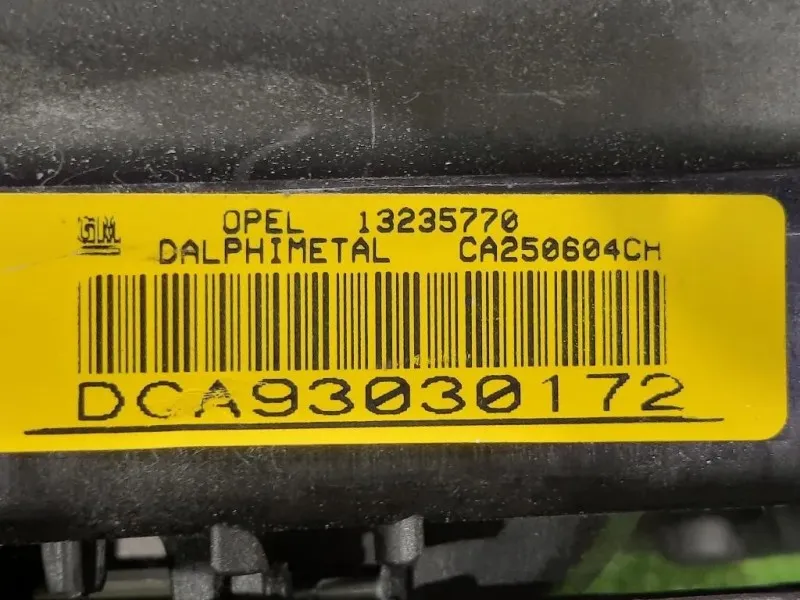 GM OPEL 13235770
DALPHIMETAL CA250604CH
DCA93030172